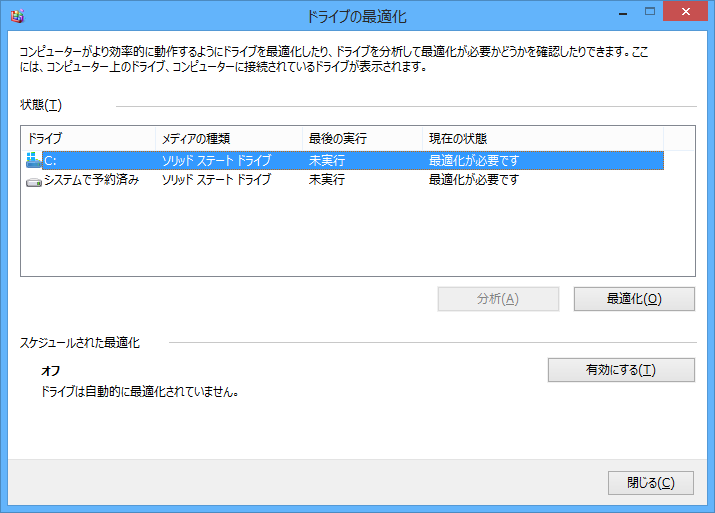 ドライブの最適化
コンピューターがより効率的に動作するようにドライブを最適化したり、ドライブを分析して最適化が必要かどうかを確認したりできます。ここ
には、コンピューター上のドライブ、コンピューターに接続されているドライブが表示されます。
状態(T)
ドライブ メディアの種類 最後の実行 現在の状態
C: ソリッド ステート ドライブ 未実行 最適化が必要です
システムで予約済み ソリッド ステート ドライブ 未実行 最適化が必要です
分析(A) 最適化(O)
スケジュールされた最適化
オフ 有効にする(T)
ドライブは自動的に最適化されていません。
閉じる(C)